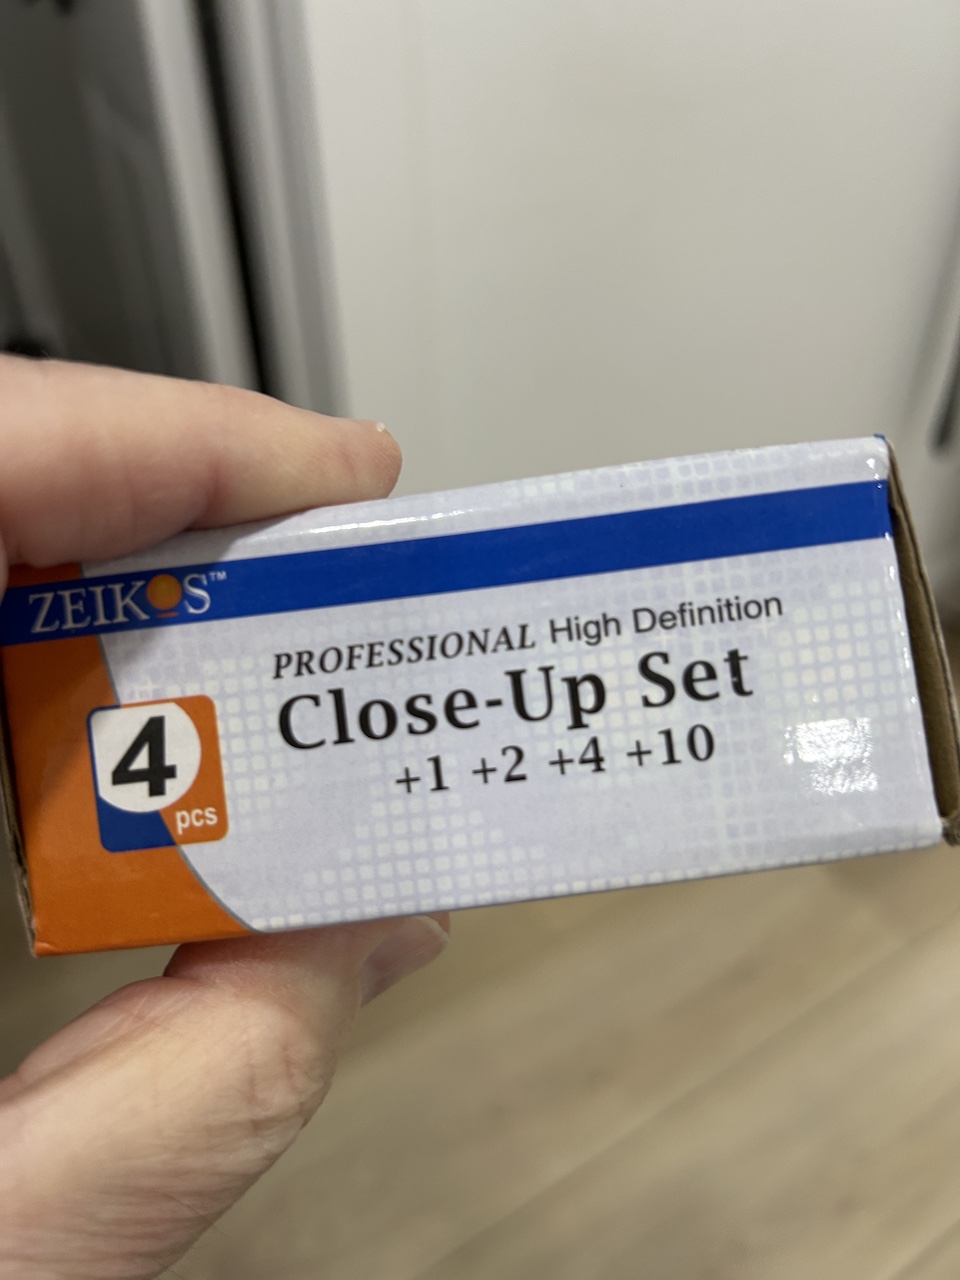 ZEIKOS™
PROFESSIONAL High Definition
Close-Up Set
+1 +2 +4 +10
4
pcs